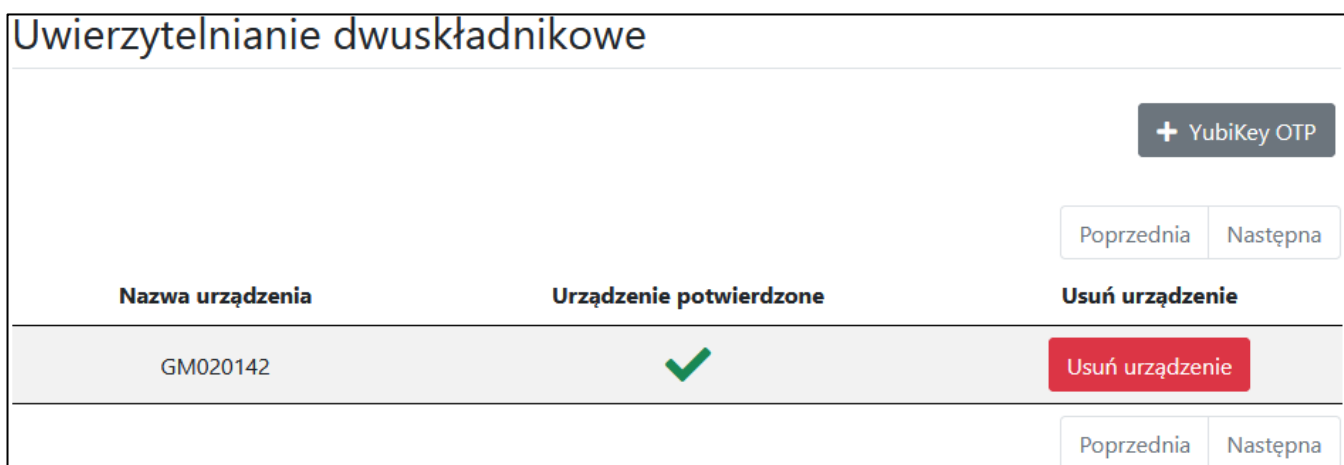 Uwierzytelnianie dwuskładnikowe
+ YubiKey OTP
Poprzednia Następna
Nazwa urządzenia Urządzenie potwierdzone Usuń urządzenie
GM020142 Usuń urządzenie
Poprzednia Następna